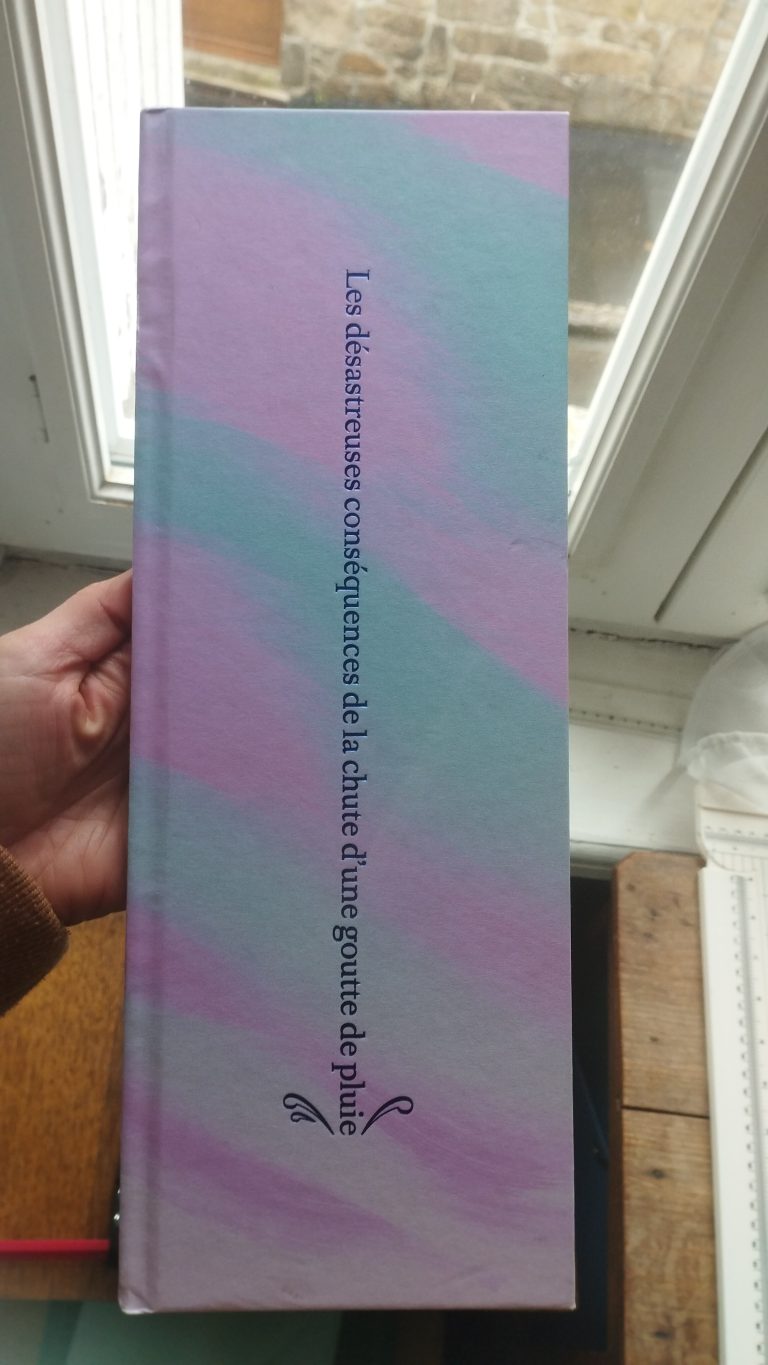 Les désastreuses conséquences de la chute d'une goutte de pluie